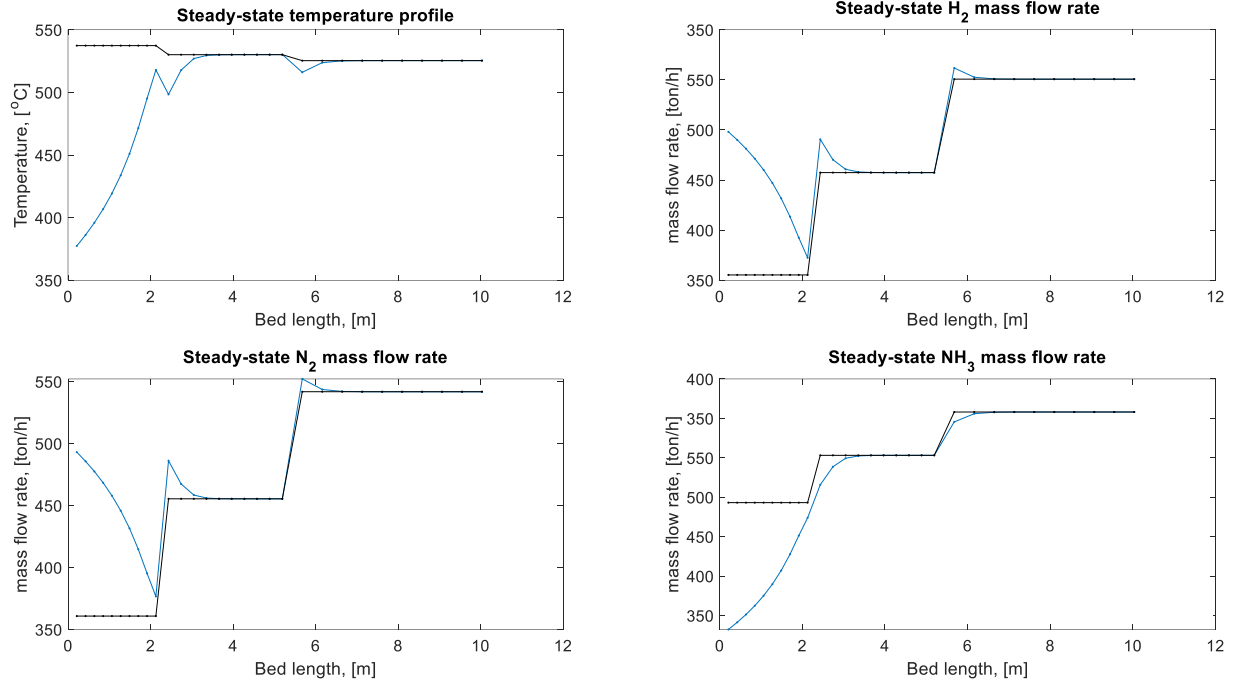 Steady-state temperature profile
Temperature, [°C]
550
500
450
400
350
0 2 4 6 8 10 12
Bed length, [m]
Steady-state H2 mass flow rate
mass flow rate, [ton/h]
350
550
500
450
400
350
0 2 4 6 8 10 12
Bed length, [m]
Steady-state N2 mass flow rate
mass flow rate, [ton/h]
550
500
450
400
350
0 2 4 6 8 10 12
Bed length, [m]
Steady-state NH3 mass flow rate
mass flow rate, [ton/h]
400
350
550
500
450
400
350
0 2 4 6 8 10 12
Bed length, [m]